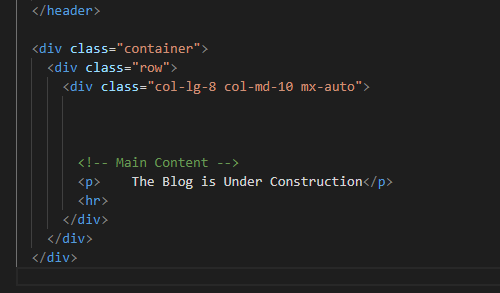 </header>
<div class="container">
<div class="row">
<div class="col-lg-8 col-md-10 mx-auto">
<!-- Main Content -->
<p>    The Blog is Under Construction</p>
<hr>
</div>
</div>
</div>